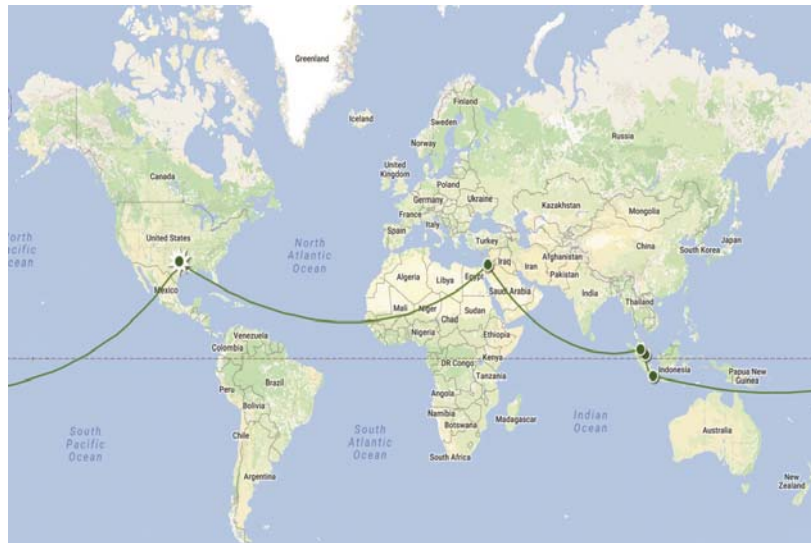 Greenland
Iceland
Finland
Sweden
Norway
Russia
Canada
United
Kingdom
Poland
Germany
Ukraine
Kazakhstan
France
Mongolia
Italy
Spain
Turkey
Japan
South Korea
China
North
Pacific
Ocean
United States
North
Atlantic
Ocean
Iraq
Iran
Afghanistan
Pakistan
Algeria
Libya
Egypt
Saudi Arabia
Mexico
India
Mali
Niger
Chad
Sudan
Thailand
Nigeria
Ethiopia
Venezuela
Colombia
Kenya
DR Congo
Indonesia
Papua New
Guinea
Tanzania
Brazil
Peru
Angola
Bolivia
Namibia
Botswana
Madagascar
South
Pacific
Ocean
Chile
South
Atlantic
Ocean
Indian
Ocean
Australia
South Africa
Argentina
New
Zealand